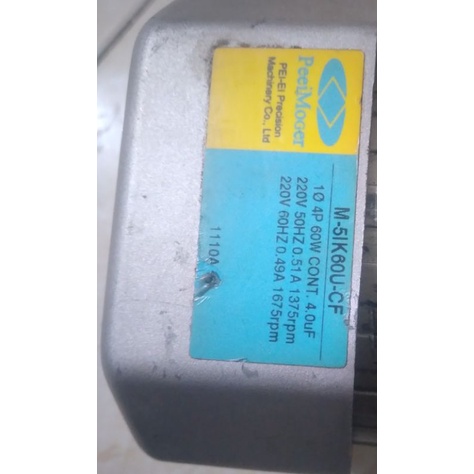 PeeiMoger
PEI-EI Precision
Machinery Co., Ltd
M-5IK60U-CF
1Ø 4P 60W CONT. 4.0uF
220V 50HZ 0.51A 1375rpm
220V 60HZ 0.49A 1675rpm
1110A